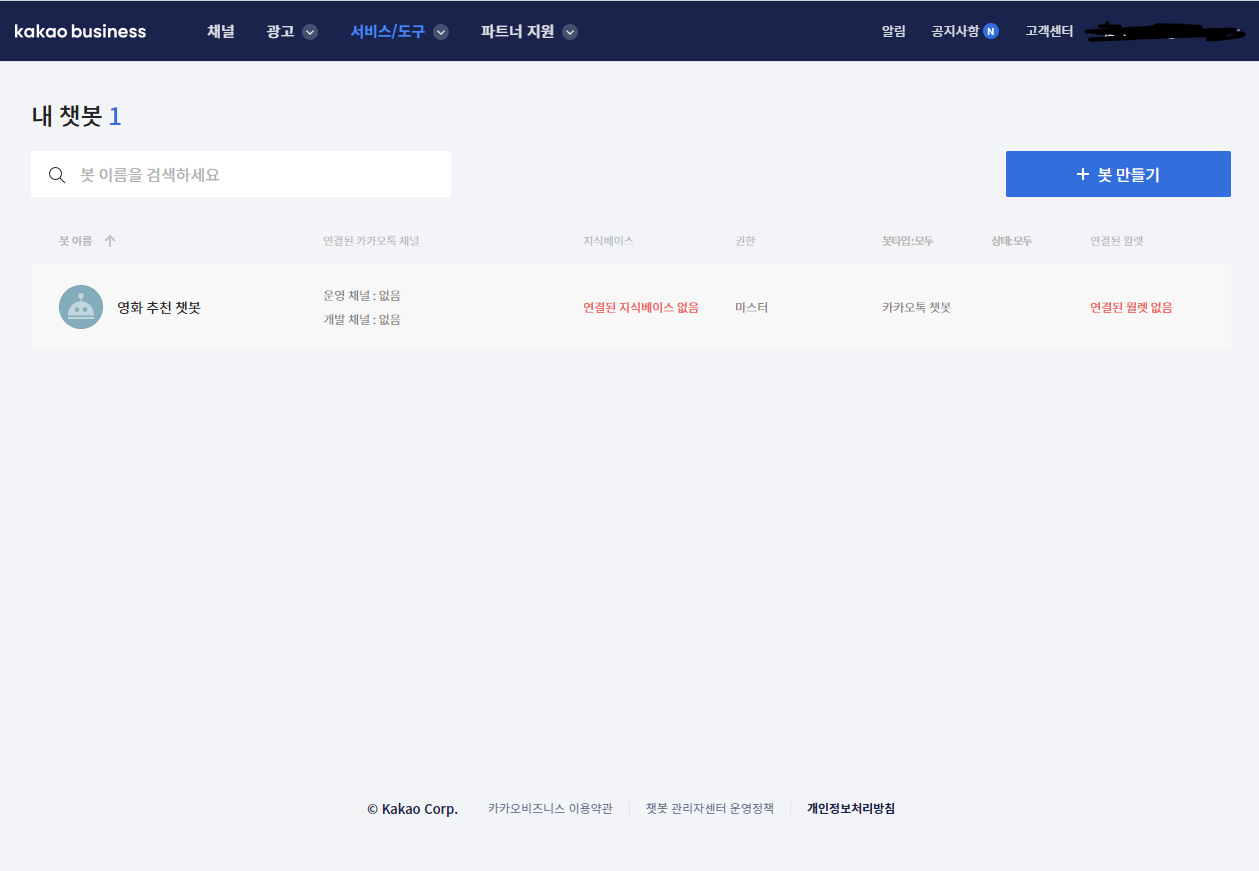 kakao business 채널 광고 서비스/도구 파트너 지원 알림 공지사항 N 고객센터
내 챗봇 1
봇 이름을 검색하세요
+ 봇 만들기
봇 이름 연결된 카카오톡 채널 지식베이스 권한 봇타입:모두 상태:모두 연결된 월렛
영화 추천 챗봇 운영 채널 : 없음 연결된 지식베이스 없음 마스터 카카오톡 챗봇 연결된 월렛 없음
개발 채널 : 없음
© Kakao Corp. 카카오비즈니스 이용약관 챗봇 관리자센터 운영정책 개인정보처리방침